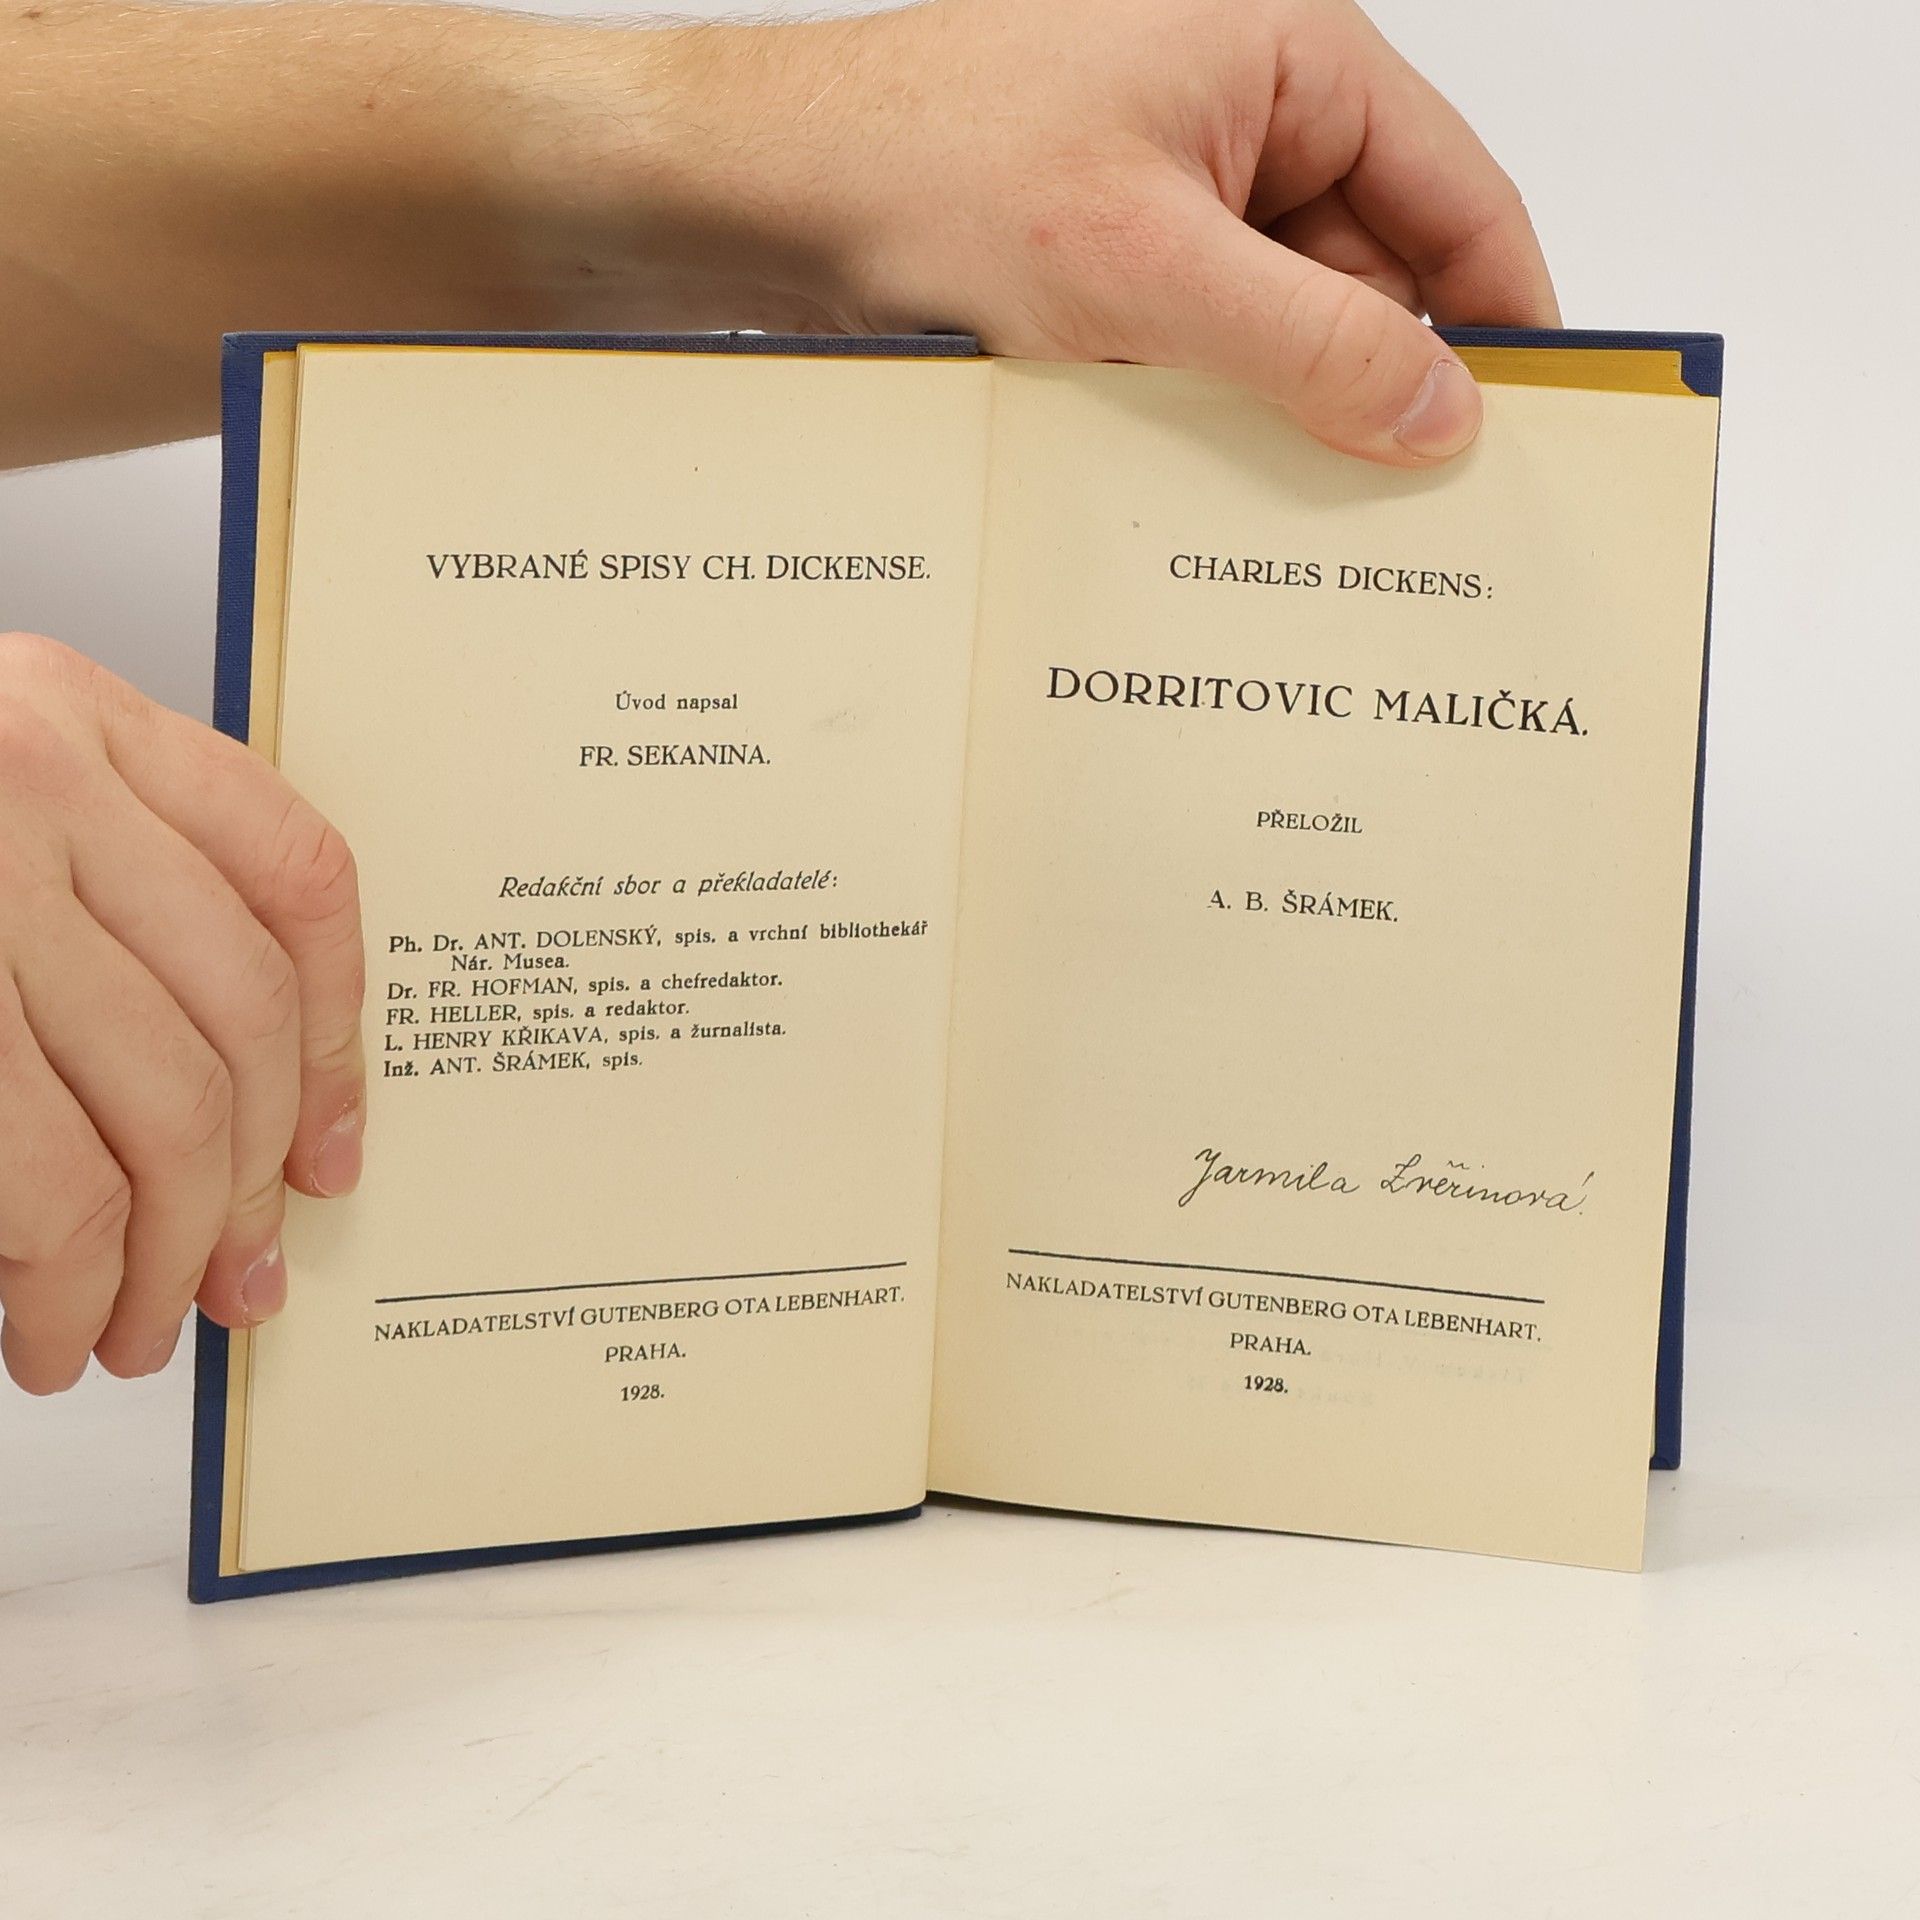 VYBRANÉ SPISY CH. DICKENSE.
Úvod napsal
FR. SEKANINA.
Redakční sbor a překladatelé:
Ph. Dr. ANT. DOLENSKÝ, spis. a vrchní bibliothekář
Nár. Musea.
Dr. FR. HOFMAN, spis. a chefredaktor.
FR. HELLER, spis. a redaktor.
L. HENRY KŘIKAVA, spis. a žurnalista.
Inž. ANT. ŠRÁMEK, spis.
NAKLADATELSTVÍ GUTENBERG OTA LEBENHART.
PRAHA.
1928.
CHARLES DICKENS:
DORRITOVIC MALIČKÁ.
PŘELOŽIL
A. B. ŠRÁMEK.
Jarmila Zvěřinová.
NAKLADATELSTVÍ GUTENBERG OTA LEBENHART.
PRAHA.
1928.